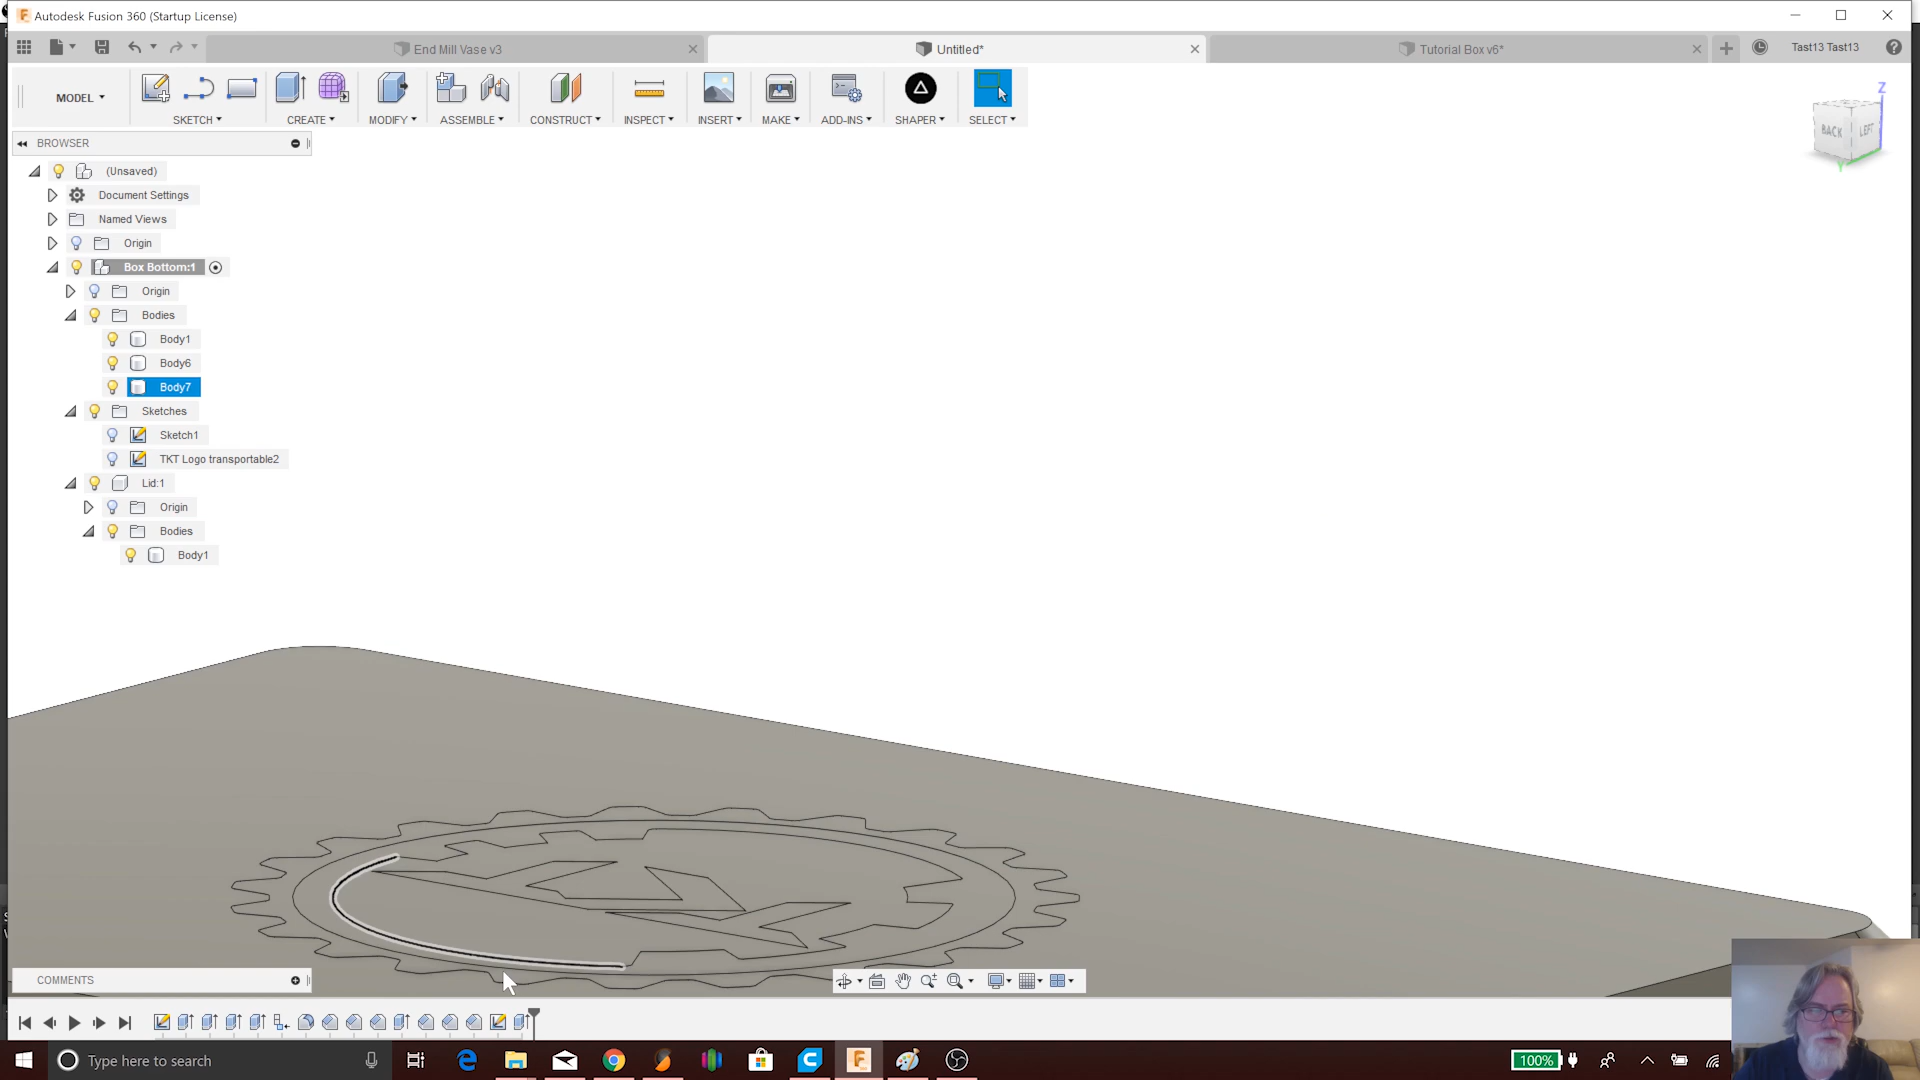 Autodesk Fusion 360 (Startup License)
End Mill Vase v3
Untitled*
Tutorial Box v6*
Tast13 Tast13
MODEL
SKETCH
CREATE
MODIFY
ASSEMBLE
CONSTRUCT
INSPECT
INSERT
MAKE
ADD-INS
SHAPER
SELECT
Z
BACK
LEFT
Y
BROWSER
(Unsaved)
Document Settings
Named Views
Origin
Box Bottom:1
Origin
Bodies
Body1
Body6
Body7
Sketches
Sketch1
TKT Logo transportable2
Lid:1
Origin
Bodies
Body1
COMMENTS
Type here to search
100%